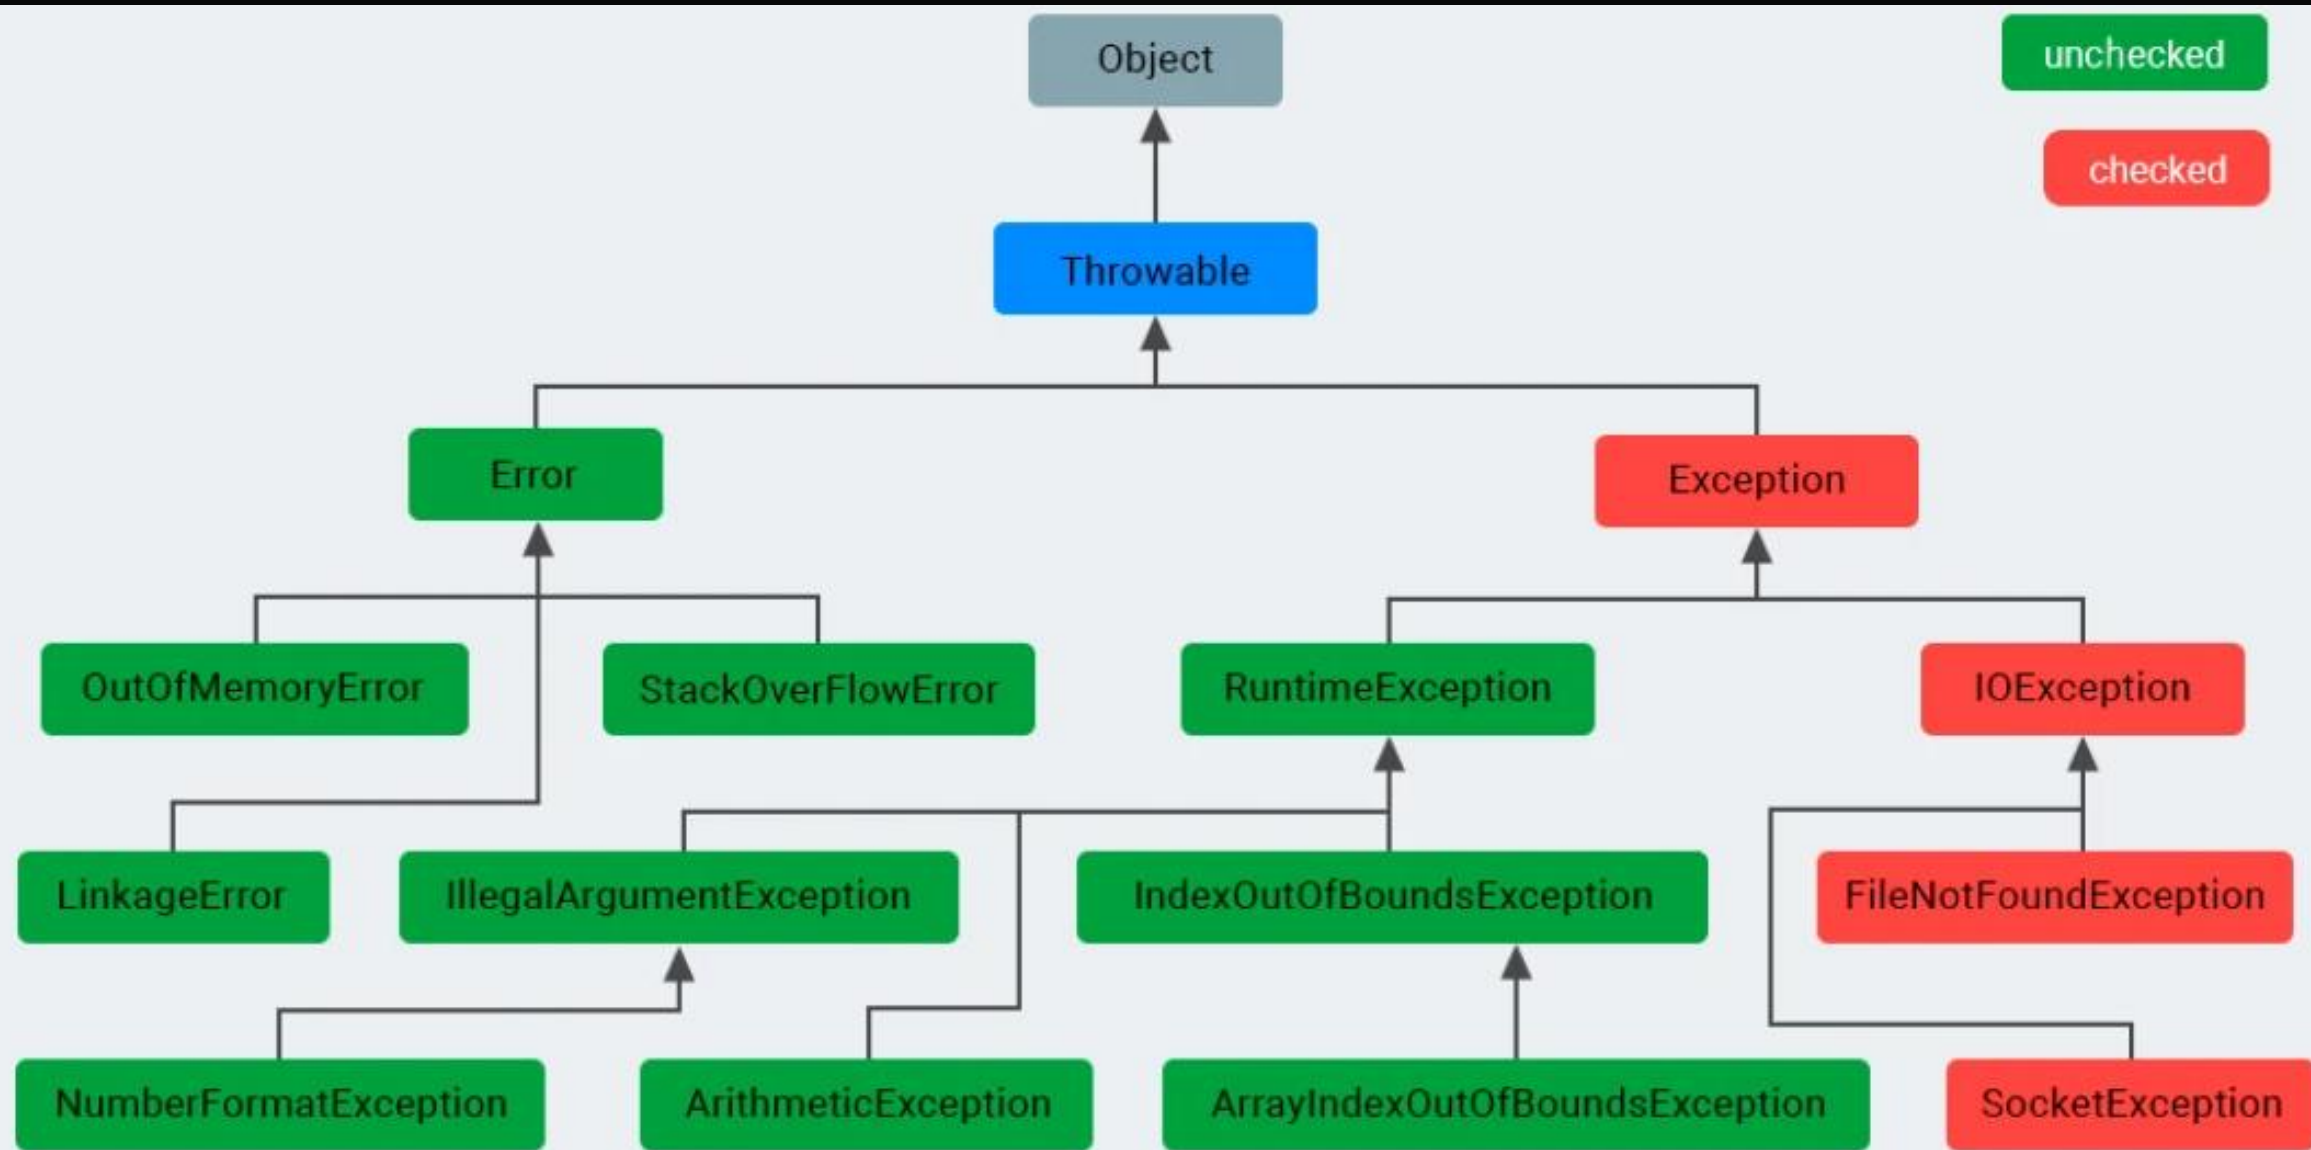 Object
unchecked
checked
Throwable
Error
Exception
OutOfMemoryError
StackOverFlowError
RuntimeException
IOException
LinkageError
IllegalArgumentException
IndexOutOfBoundsException
FileNotFoundException
NumberFormatException
ArithmeticException
ArrayIndexOutOfBoundsException
SocketException